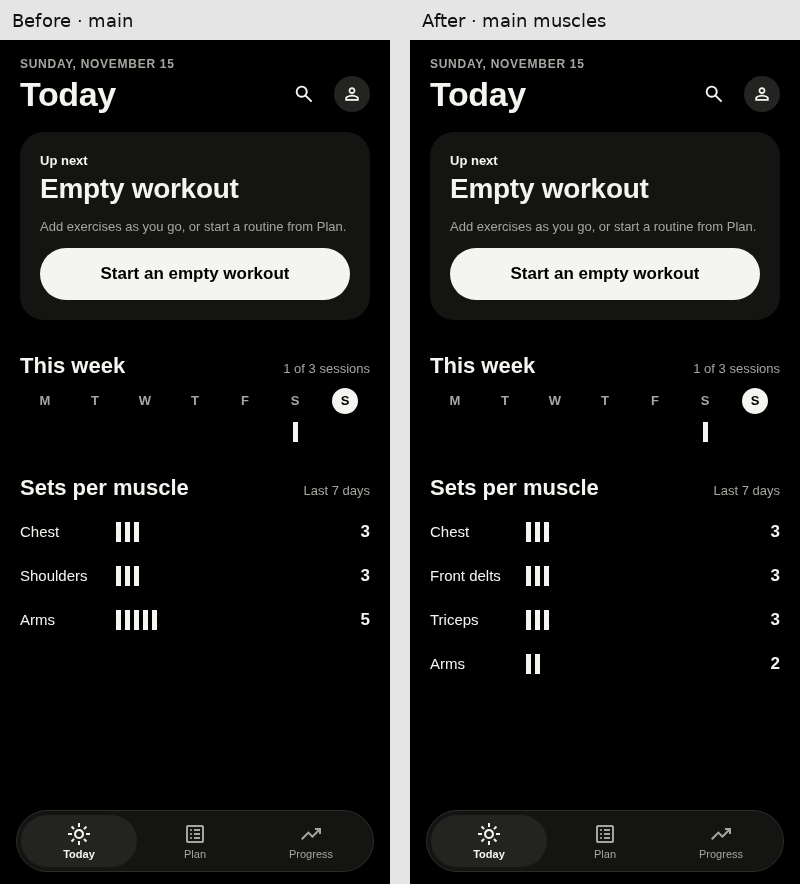 Before · main
SUNDAY, NOVEMBER 15
Today
Up next
Empty workout
Add exercises as you go, or start a routine from Plan.
Start an empty workout
This week
1 of 3 sessions
M T W T F S S
Sets per muscle
Last 7 days
Chest 3
Shoulders 3
Arms 5
Today Plan Progress
After · main muscles
SUNDAY, NOVEMBER 15
Today
Up next
Empty workout
Add exercises as you go, or start a routine from Plan.
Start an empty workout
This week
1 of 3 sessions
M T W T F S S
Sets per muscle
Last 7 days
Chest 3
Front delts 3
Triceps 3
Arms 2
Today Plan Progress